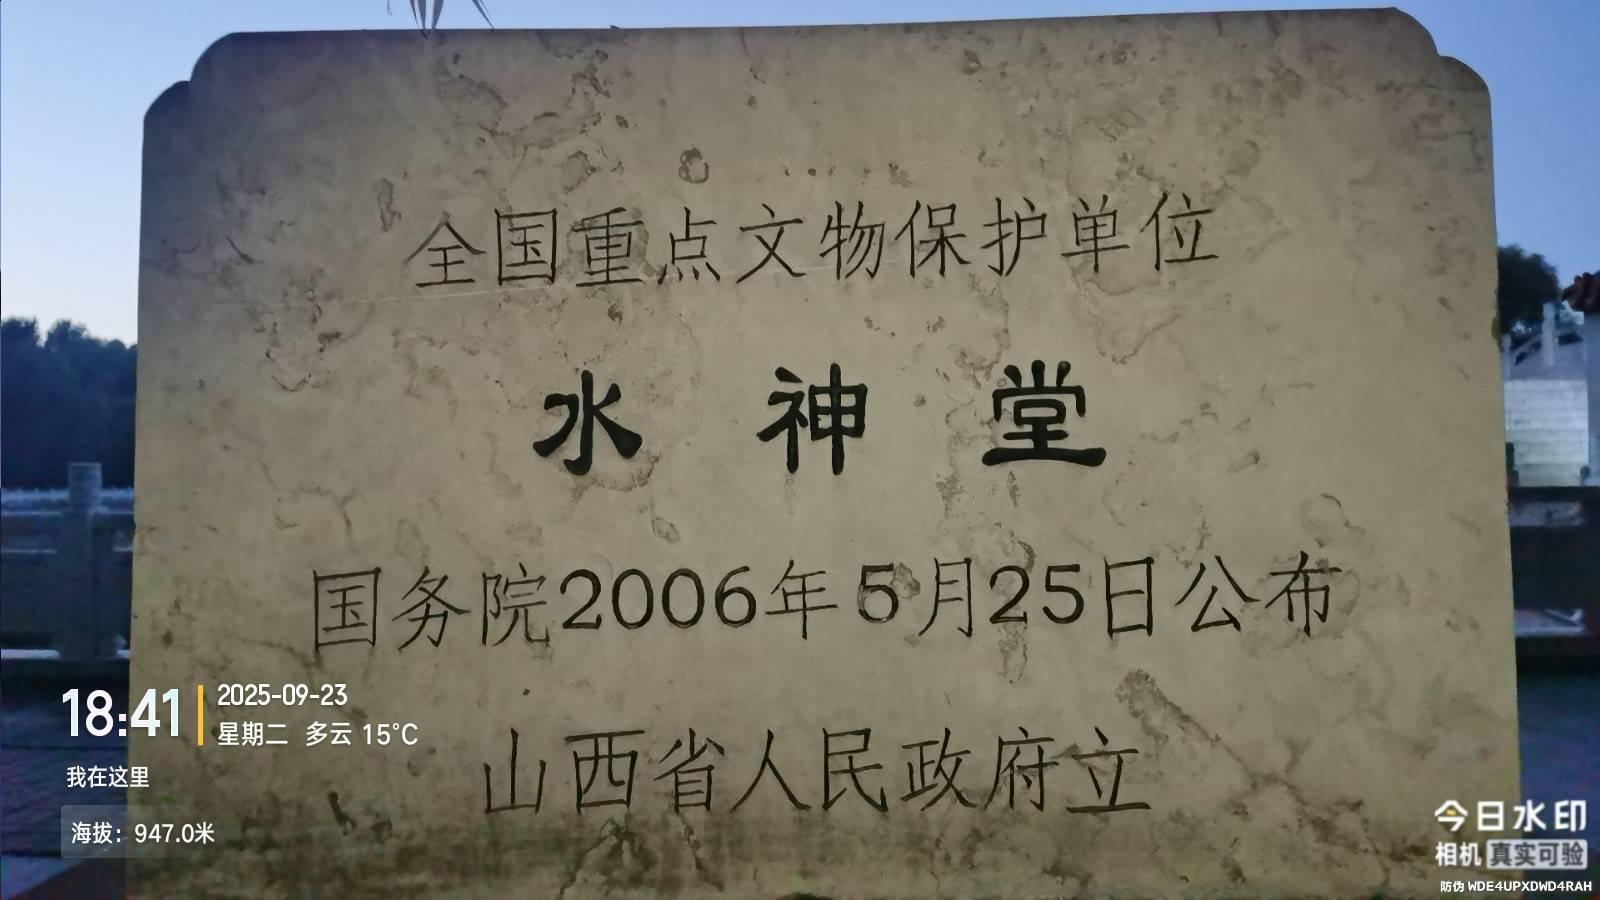 全国重点文物保护单位
水神堂
国务院2006年5月25日公布
山西省人民政府立
18:41
2025-09-23
星期二 多云 15°C
我在这里
海拔：947.0米
今日水印
相机 真实可验
防伪 WDE4UPXDWD4RAH